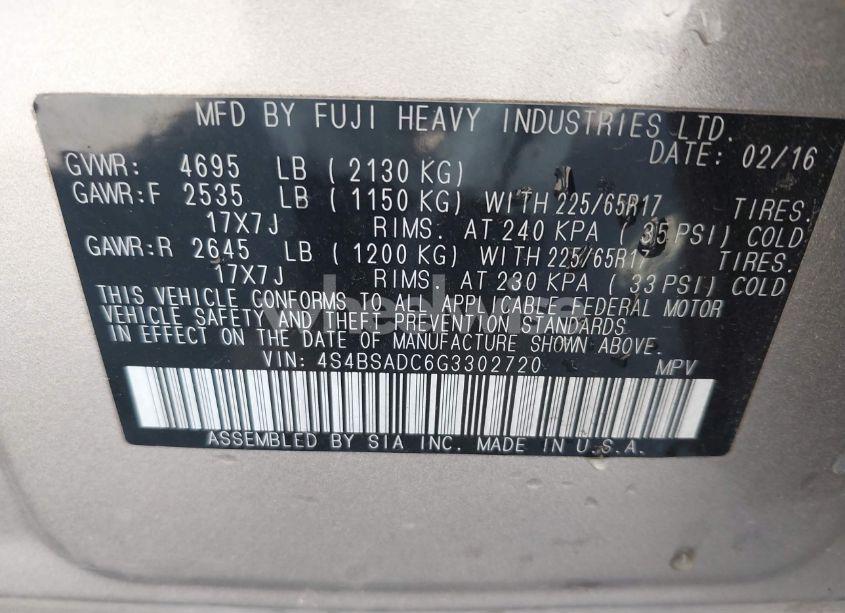 MFD BY FUJI HEAVY INDUSTRIES LTD.
DATE: 02/16
GVWR: 4695 LB ( 2130 KG)
GAWR:F 2535 LB ( 1150 KG) WITH 225/65R17 TIRES.
17X7J RIMS. AT 240 KPA ( 35 PSI) COLD
GAWR:R 2645 LB ( 1200 KG) WITH 225/65R17 TIRES.
17X7J RIMS. AT 230 KPA ( 33 PSI) COLD
THIS VEHICLE CONFORMS TO ALL APPLICABLE FEDERAL MOTOR
VEHICLE SAFETY AND THEFT PREVENTION STANDARDS
IN EFFECT ON THE DATE OF MANUFACTURE SHOWN ABOVE.
VIN: 4S4BSADC6G3302720 MPV
ASSEMBLED BY SIA INC. MADE IN U.S.A.